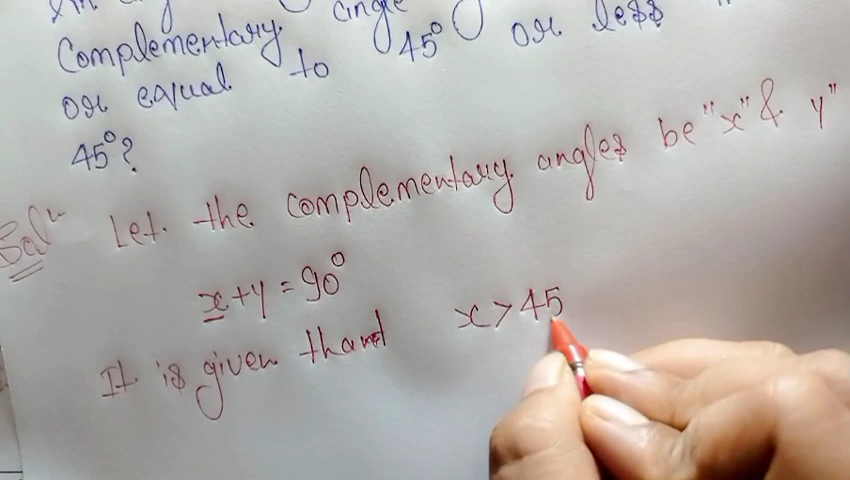 angle
Complementary 45° or less
or equal to
45°?
Solⁿ Let the complementary angles be "x" & y"
x+y = 90°
It is given that x > 45